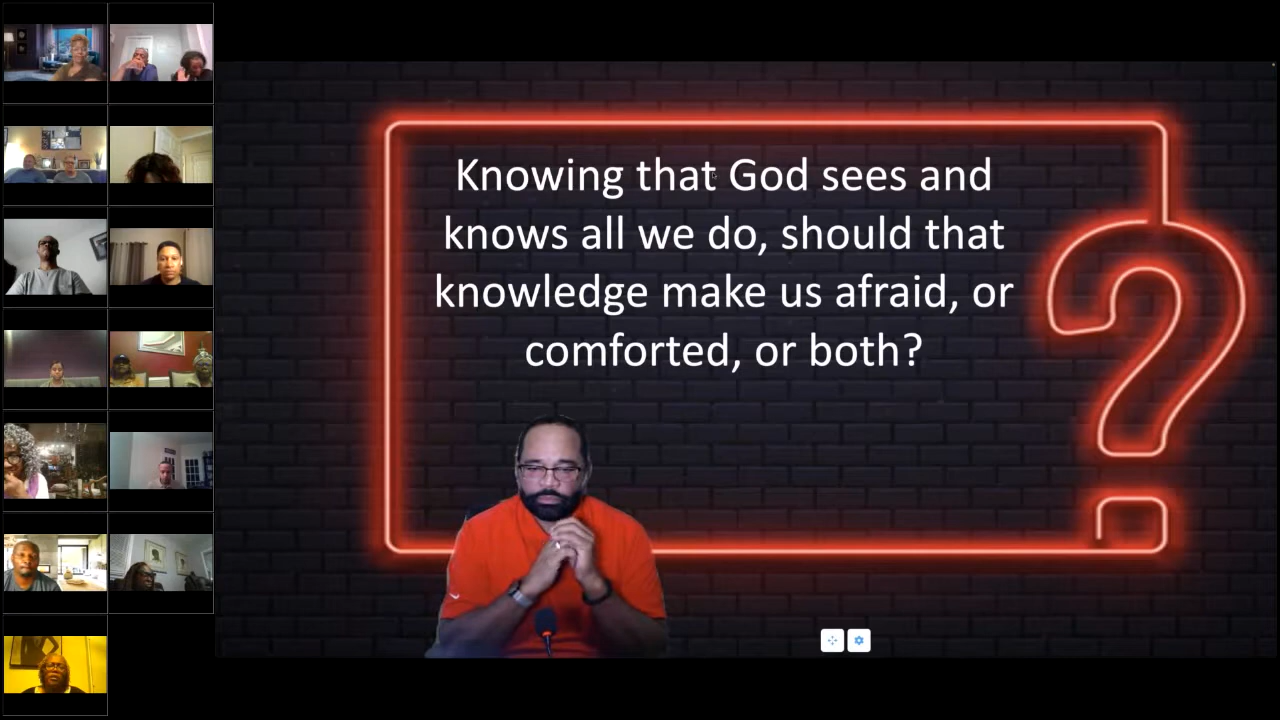 Knowing that God sees and
knows all we do, should that
knowledge make us afraid, or
comforted, or both?